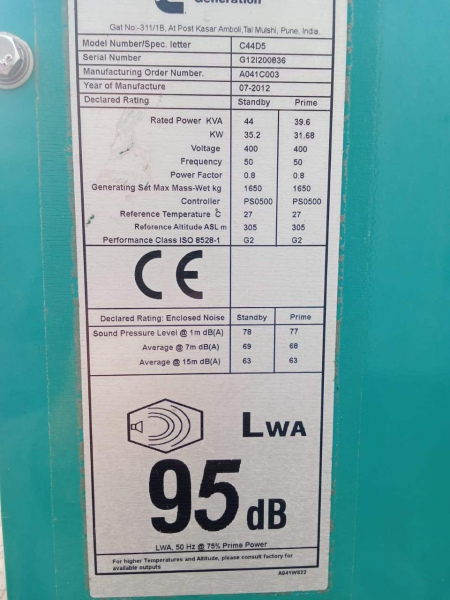 Generation
Gat No:-311/1B, At Post Kasar Amboli,Tal Mulshi, Pune, India.
Model Number/Spec. letter C44D5
Serial Number G12I200836
Manufacturing Order Number. A041C003
Year of Manufacture 07-2012
Declared Rating Standby Prime
Rated Power KVA 44 39.6
KW 35.2 31.68
Voltage 400 400
Frequency 50 50
Power Factor 0.8 0.8
Generating Set Max Mass-Wet kg 1650 1650
Controller PS0500 PS0500
Reference Temperature °C 27 27
Reference Altitude ASL m 305 305
Performance Class ISO 8528-1 G2 G2
CE
Declared Rating: Enclosed Noise Standby Prime
Sound Pressure Level @ 1m dB(A) 78 77
Average @ 7m dB(A) 69 68
Average @ 15m dB(A) 63 63
LWA
95 dB
LWA, 50 Hz @ 75% Prime Power
For higher Temperatures and Altitudes, please consult factory for
available outputs
A041W622